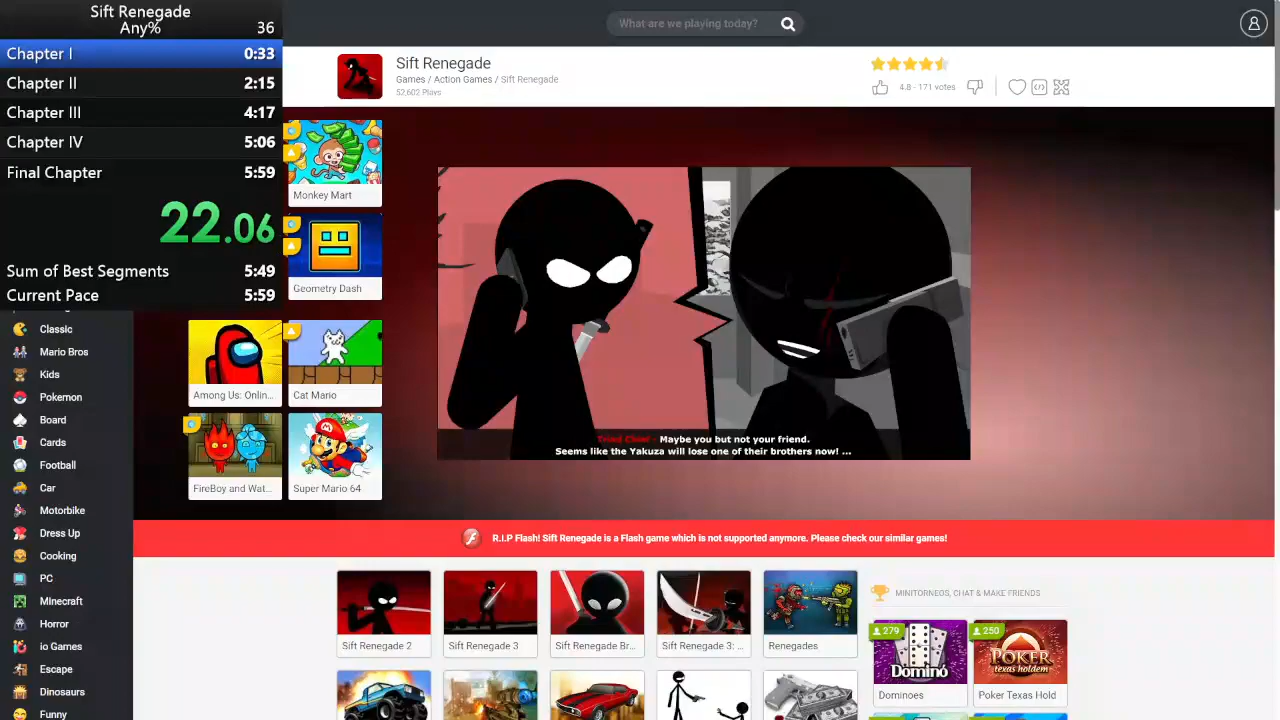 Sift Renegade
Any%
36
Chapter I 0:33
Chapter II 2:15
Chapter III 4:17
Chapter IV 5:06
Final Chapter 5:59
22.06
Sum of Best Segments 5:49
Current Pace 5:59
What are we playing today?
Sift Renegade
Games / Action Games / Sift Renegade
52,602 Plays
4.8 - 171 votes
Monkey Mart
Geometry Dash
Among Us: Onlin...
Cat Mario
FireBoy and Wat...
Super Mario 64
Classic
Mario Bros
Kids
Pokemon
Board
Cards
Football
Car
Motorbike
Dress Up
Cooking
PC
Minecraft
Horror
io Games
Escape
Dinosaurs
Funny
Triad Chief - Maybe you but not your friend.
Seems like the Yakuza will lose one of their brothers now! ...
R.I.P Flash! Sift Renegade is a Flash game which is not supported anymore. Please check our similar games!
Sift Renegade 2
Sift Renegade 3
Sift Renegade Br...
Sift Renegade 3: ...
Renegades
MINITORNEOS, CHAT & MAKE FRIENDS
279
Domino
Dominoes
250
POKER
texas holdem
Poker Texas Hold